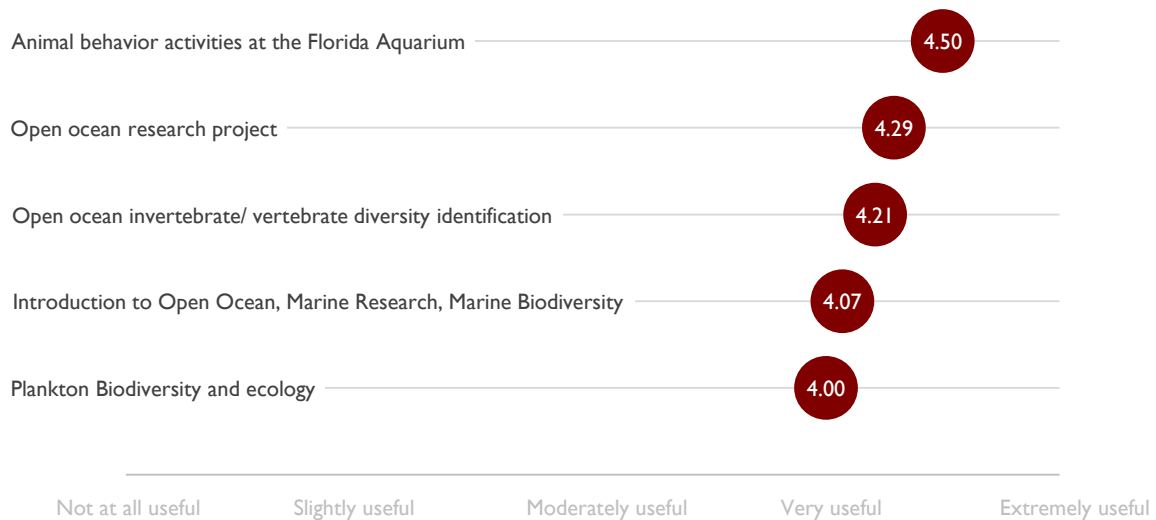 Animal behavior activities at the Florida Aquarium 4.50
Open ocean research project 4.29
Open ocean invertebrate/ vertebrate diversity identification 4.21
Introduction to Open Ocean, Marine Research, Marine Biodiversity 4.07
Plankton Biodiversity and ecology 4.00
Not at all useful Slightly useful Moderately useful Very useful Extremely useful